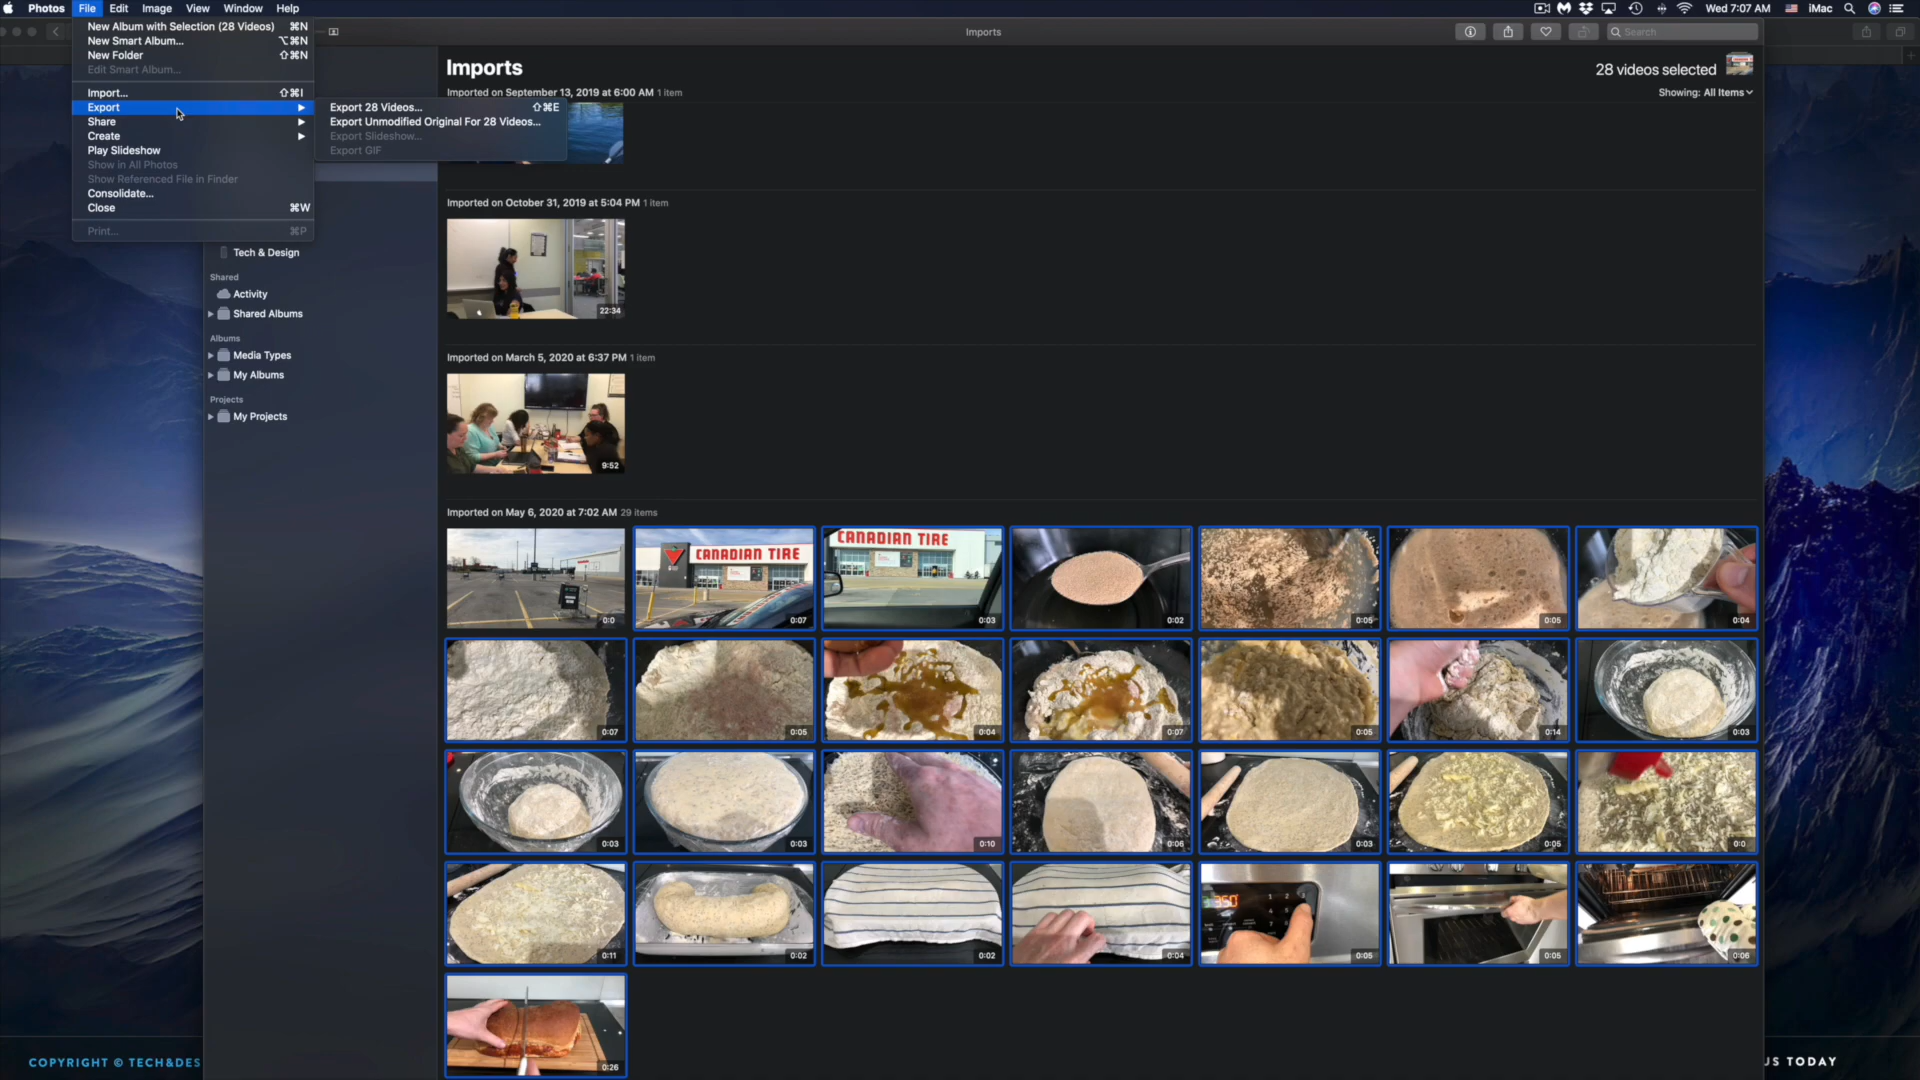 Photos File Edit Image View Window Help
Wed 7:07 AM iMac
New Album with Selection (28 Videos) ⌘N
New Smart Album... ⌥⌘N
New Folder ⇧⌘N
Edit Smart Album...
Import... ⇧⌘I
Export
Share
Create
Play Slideshow
Show in All Photos
Show Referenced File in Finder
Consolidate...
Close ⌘W
Print... ⌘P
Export 28 Videos... ⇧⌘E
Export Unmodified Original For 28 Videos...
Export Slideshow...
Export GIF
Tech & Design
Shared
Activity
Shared Albums
Albums
Media Types
My Albums
Projects
My Projects
Imports
Search
Imports
28 videos selected
Showing: All Items
Imported on September 13, 2019 at 6:00 AM 1 item
Imported on October 31, 2019 at 5:04 PM 1 item
22:34
Imported on March 5, 2020 at 6:37 PM 1 item
9:52
Imported on May 6, 2020 at 7:02 AM 29 items
CANADIAN TIRE
CANADIAN TIRE
350
0:0 0:07 0:03 0:02 0:05 0:05 0:04
0:07 0:05 0:04 0:07 0:05 0:14 0:03
0:03 0:03 0:10 0:06 0:03 0:05 0:0
0:11 0:02 0:02 0:04 0:05 0:05 0:06
0:26
COPYRIGHT © TECH&DES
US TODAY